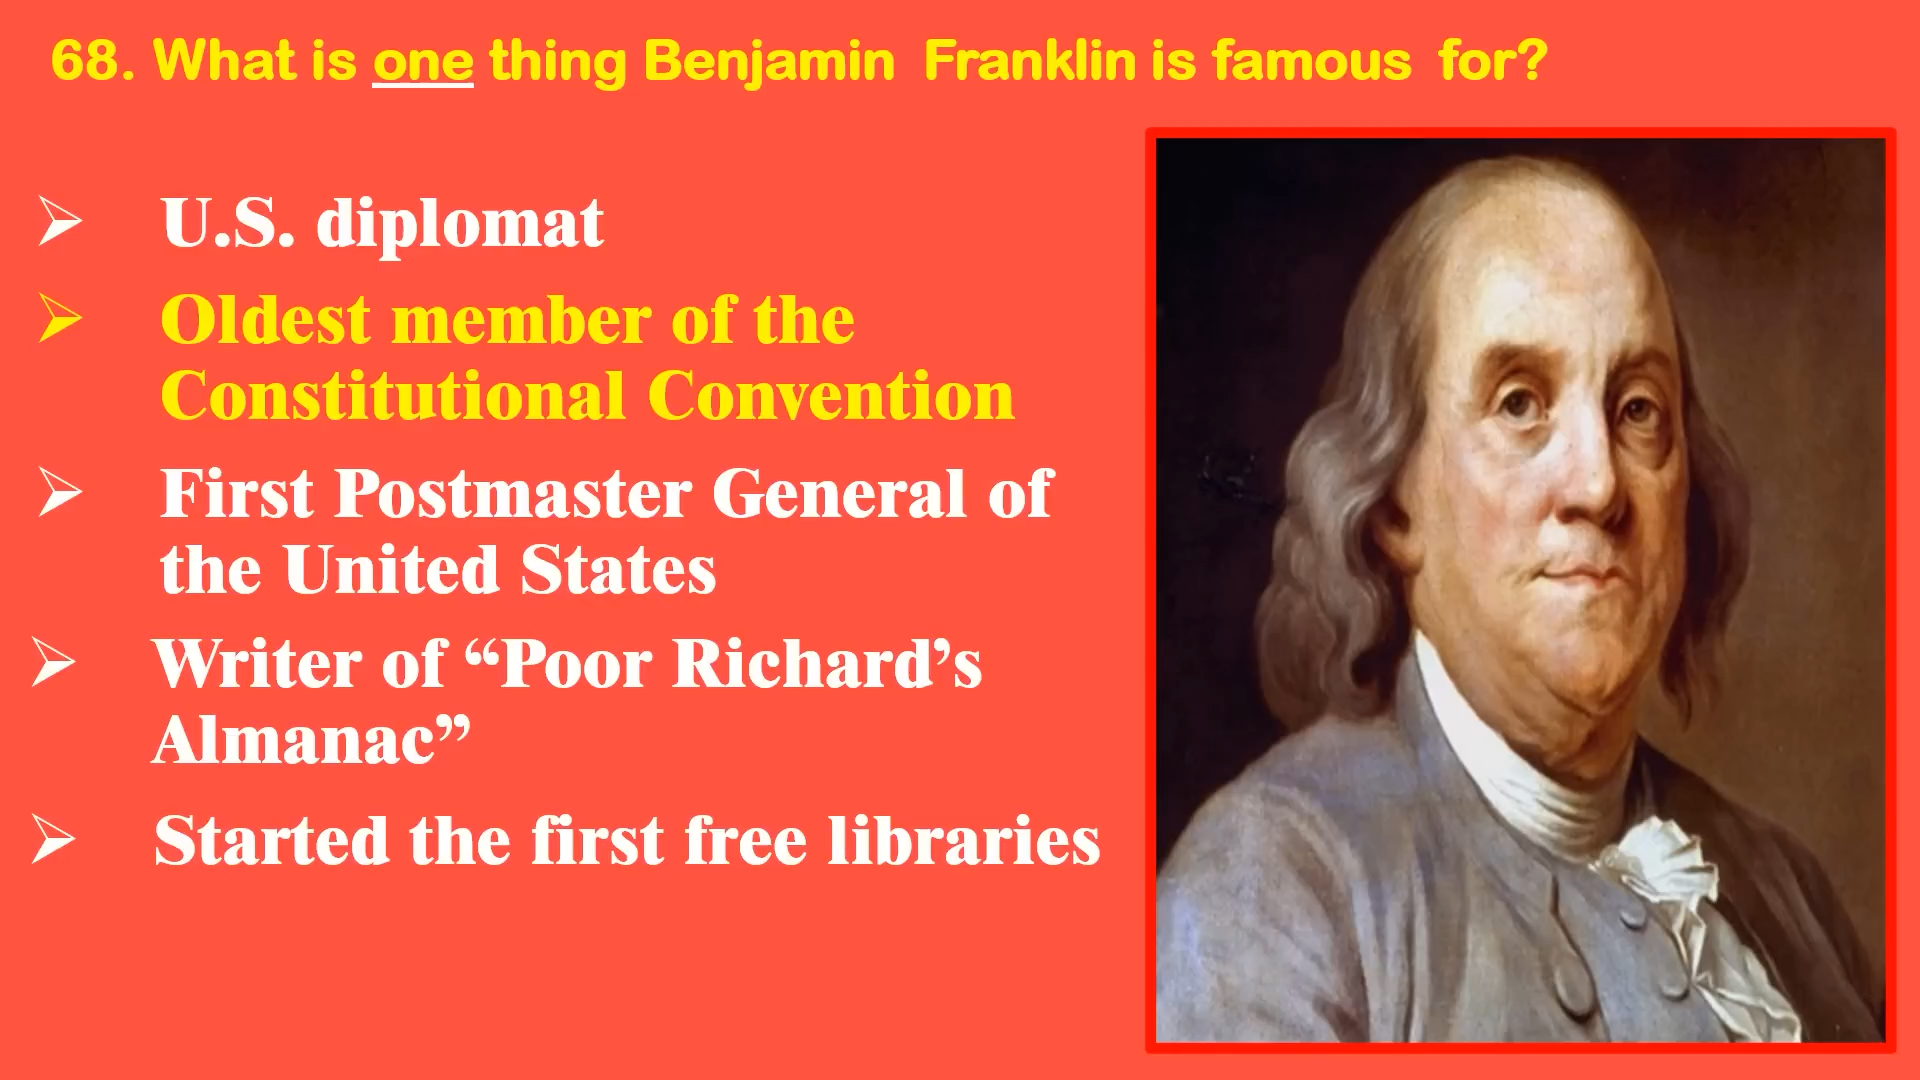 68. What is one thing Benjamin Franklin is famous for?
U.S. diplomat
Oldest member of the
Constitutional Convention
First Postmaster General of
the United States
Writer of “Poor Richard’s
Almanac”
Started the first free libraries